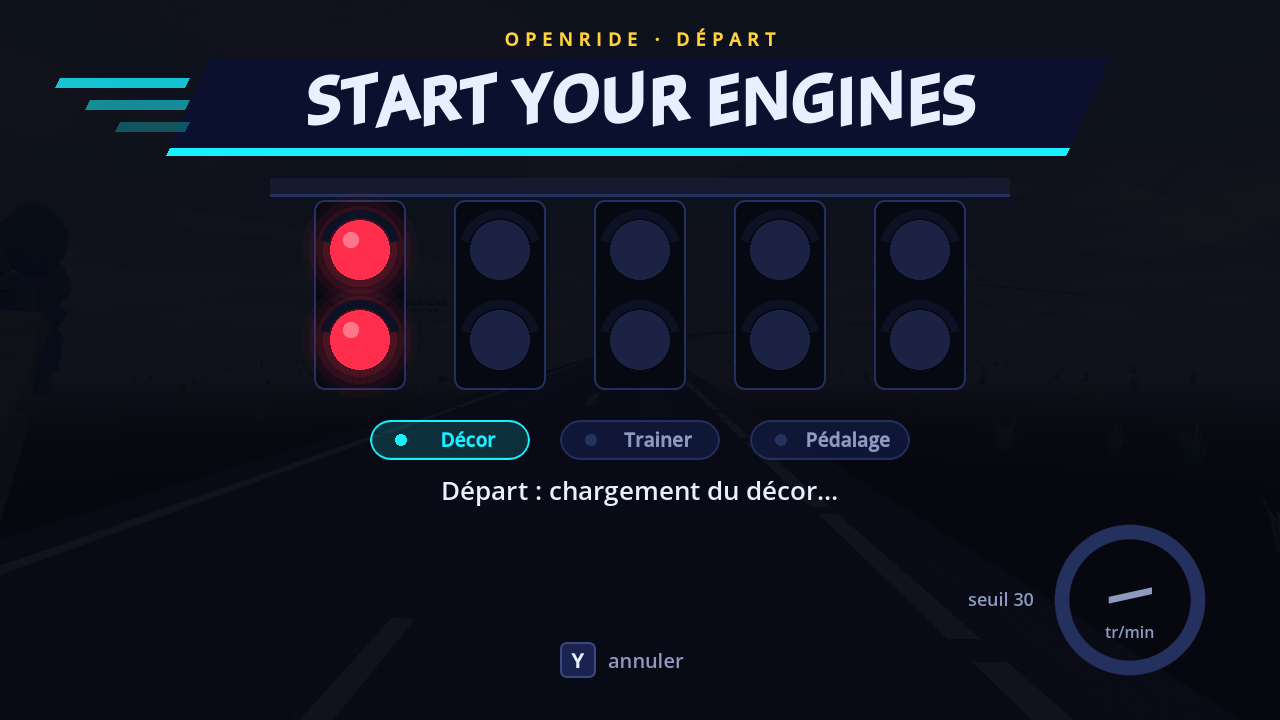 OPENRIDE · DÉPART
START YOUR ENGINES
Décor
Trainer
Pédalage
Départ : chargement du décor...
seuil 30
—
tr/min
Y annuler